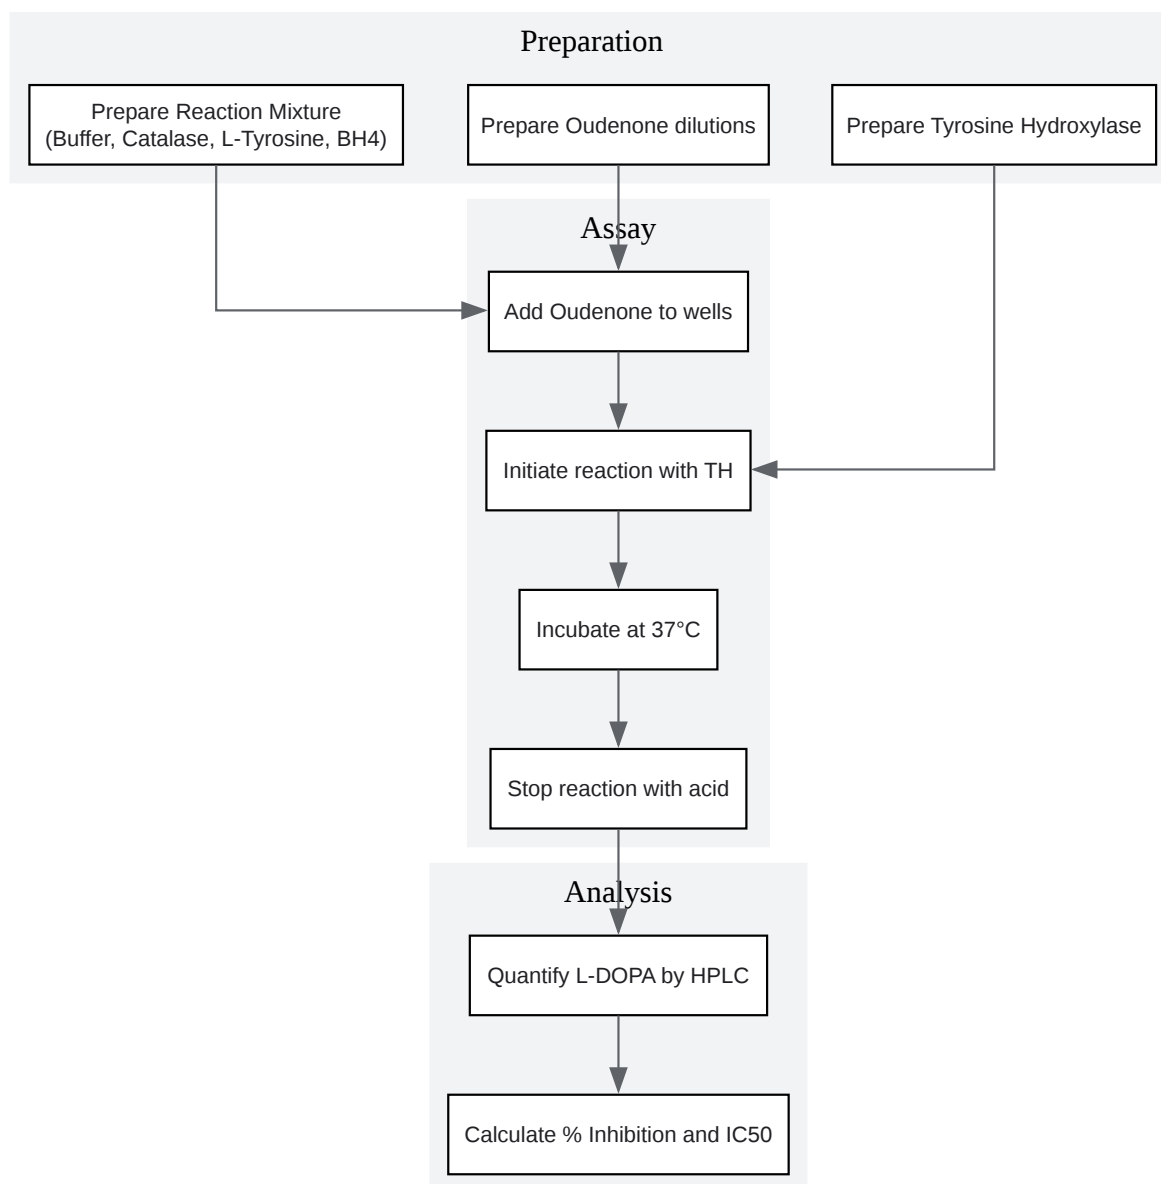 Preparation
Prepare Reaction Mixture
(Buffer, Catalase, L-Tyrosine, BH4)
Prepare Oudenone dilutions
Prepare Tyrosine Hydroxylase
Assay
Add Oudenone to wells
Initiate reaction with TH
Incubate at 37°C
Stop reaction with acid
Analysis
Quantify L-DOPA by HPLC
Calculate % Inhibition and IC50